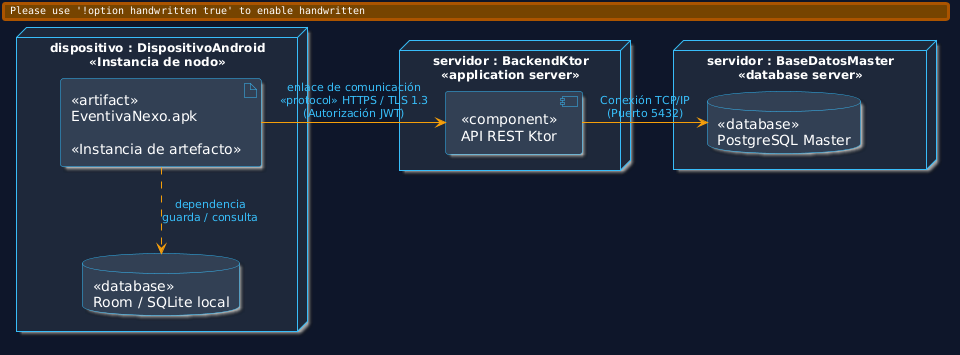 Please use '!option handwritten true' to enable handwritten
dispositivo : DispositivoAndroid
«Instancia de nodo»
«artifact»
EventivaNexo.apk
«Instancia de artefacto»
enlace de comunicación
«protocol» HTTPS / TLS 1.3
(Autorización JWT)
servidor : BackendKtor
«application server»
«component»
API REST Ktor
Conexión TCP/IP
(Puerto 5432)
servidor : BaseDatosMaster
«database server»
«database»
PostgreSQL Master
dependencia
guarda / consulta
«database»
Room / SQLite local